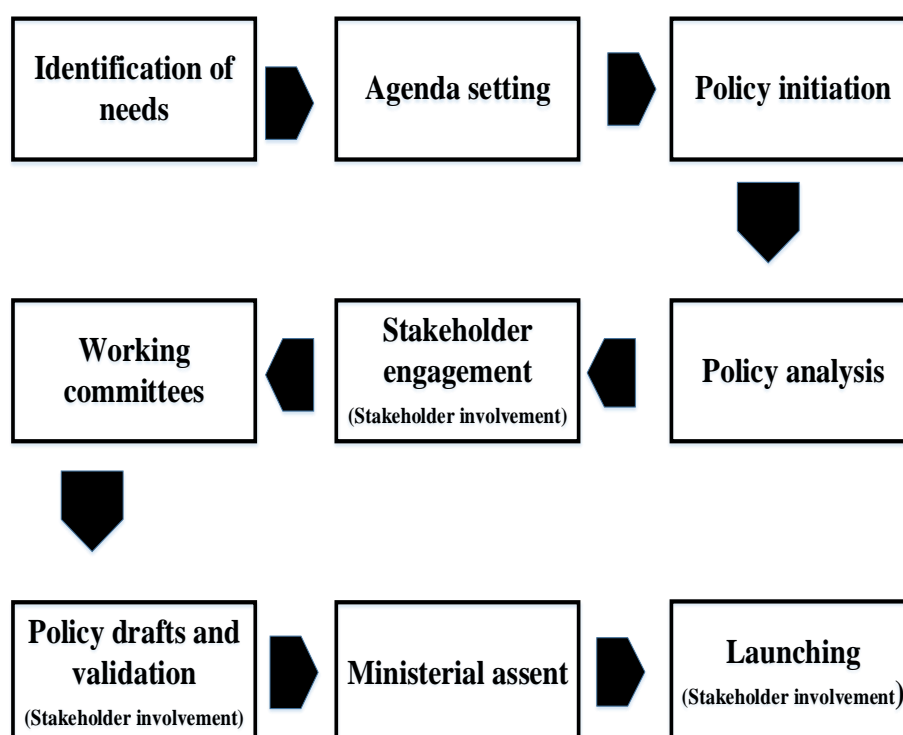 Identification of
needs
Agenda setting
Policy initiation
Policy analysis
Stakeholder
engagement
(Stakeholder involvement)
Working
committees
Policy drafts and
validation
(Stakeholder involvement)
Ministerial assent
Launching
(Stakeholder involvement)